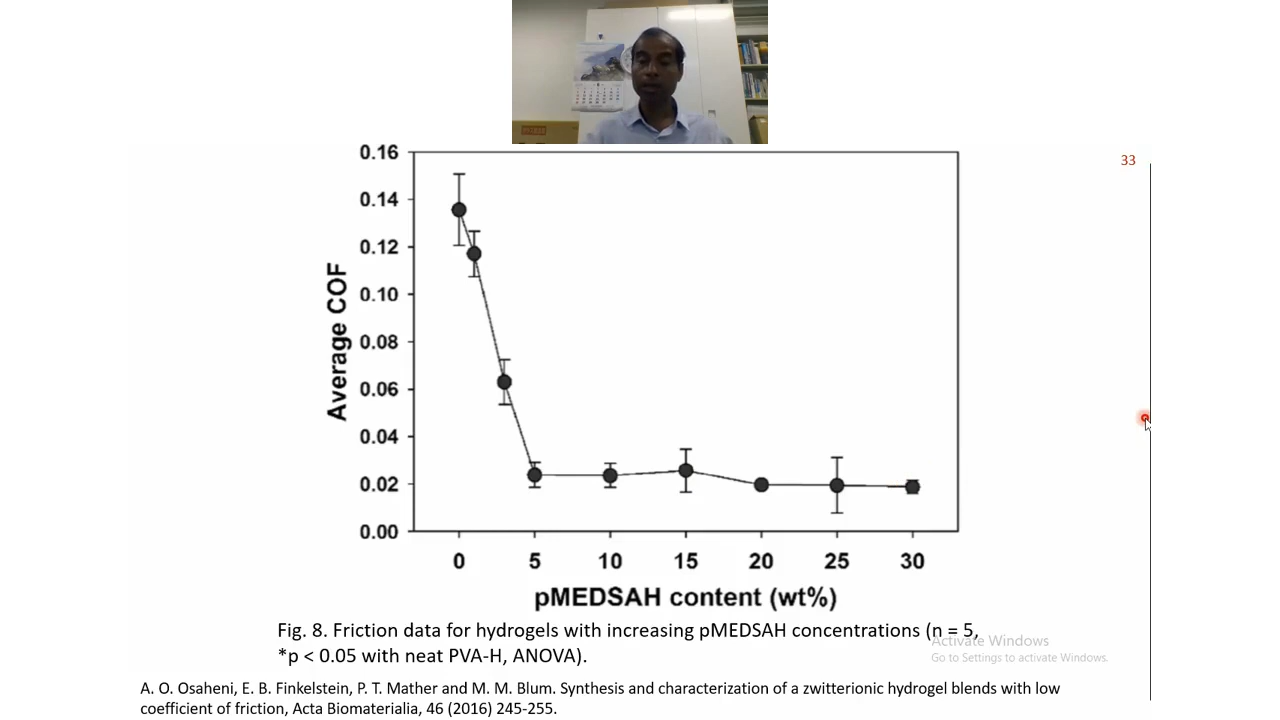 33
0.16
0.14
0.12
0.10
0.08
0.06
0.04
0.02
0.00
Average COF
0 5 10 15 20 25 30
pMEDSAH content (wt%)
Fig. 8. Friction data for hydrogels with increasing pMEDSAH concentrations (n = 5,
*p < 0.05 with neat PVA-H, ANOVA).
Activate Windows
Go to Settings to activate Windows.
A. O. Osaheni, E. B. Finkelstein, P. T. Mather and M. M. Blum. Synthesis and characterization of a zwitterionic hydrogel blends with low
coefficient of friction, Acta Biomaterialia, 46 (2016) 245-255.